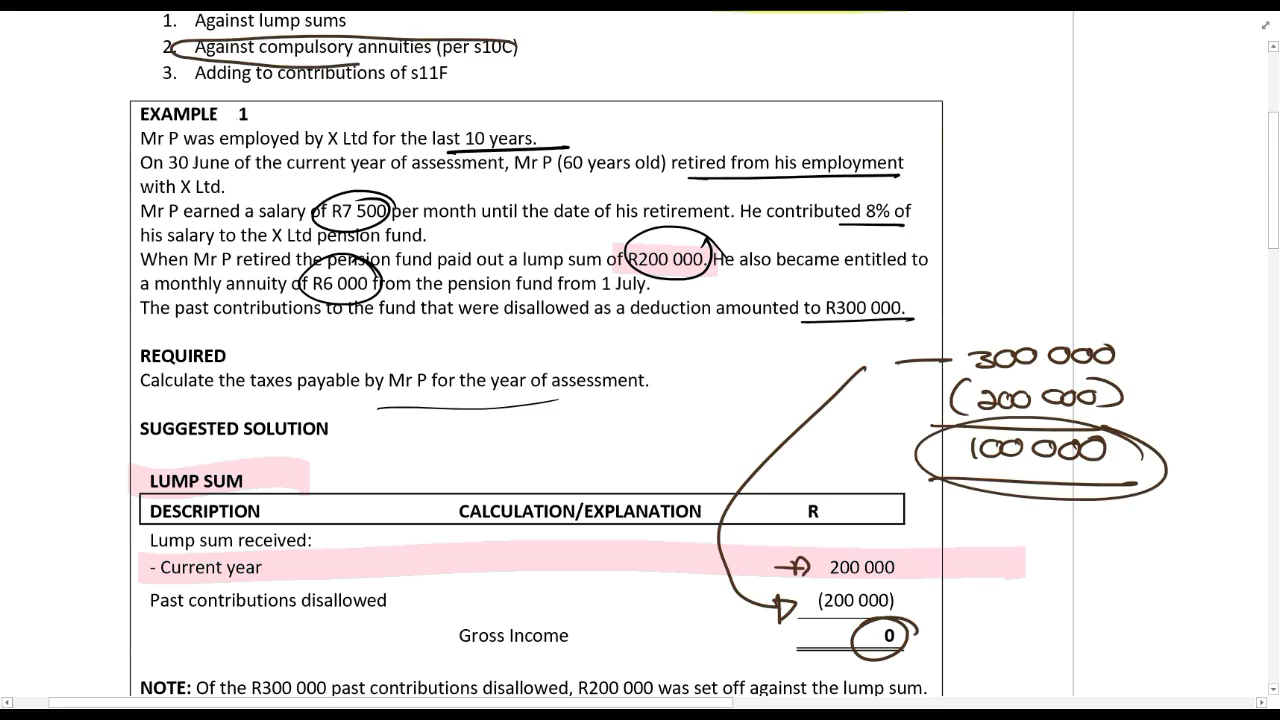 1. Against lump sums
2. Against compulsory annuities (per s10C)
3. Adding to contributions of s11F
EXAMPLE 1
Mr P was employed by X Ltd for the last 10 years.
On 30 June of the current year of assessment, Mr P (60 years old) retired from his employment
with X Ltd.
Mr P earned a salary of R7 500 per month until the date of his retirement. He contributed 8% of
his salary to the X Ltd pension fund.
When Mr P retired the pension fund paid out a lump sum of R200 000. He also became entitled to
a monthly annuity of R6 000 from the pension fund from 1 July.
The past contributions to the fund that were disallowed as a deduction amounted to R300 000.
REQUIRED
Calculate the taxes payable by Mr P for the year of assessment.
300 000
(200 000)
100 000
SUGGESTED SOLUTION
LUMP SUM
DESCRIPTION CALCULATION/EXPLANATION R
Lump sum received:
- Current year 200 000
Past contributions disallowed (200 000)
Gross Income 0
NOTE: Of the R300 000 past contributions disallowed, R200 000 was set off against the lump sum.